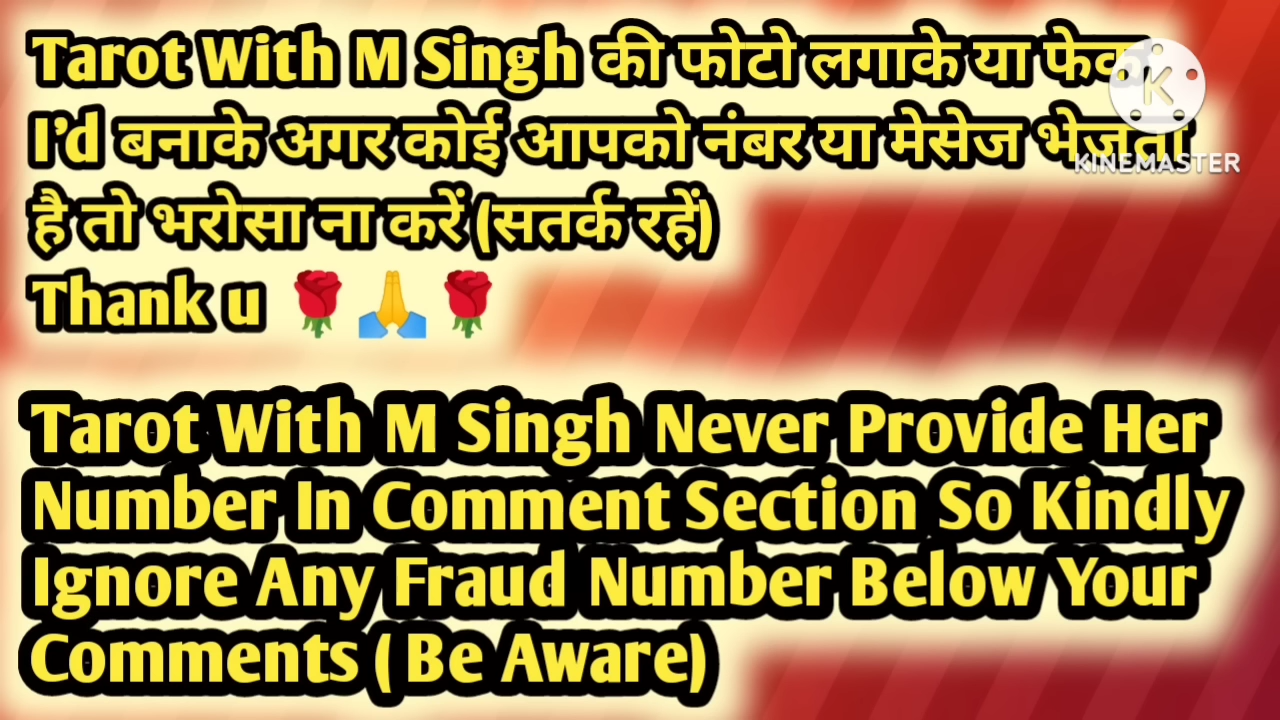 Tarot With M Singh की फोटो लगाके या फेक
I'd बनाके अगर कोई आपको नंबर या मेसेज भेजता
है तो भरोसा ना करें (सतर्क रहें)
Thank u 🌹🙏🌹
Tarot With M Singh Never Provide Her
Number In Comment Section So Kindly
Ignore Any Fraud Number Below Your
Comments ( Be Aware)
K
KINEMASTER